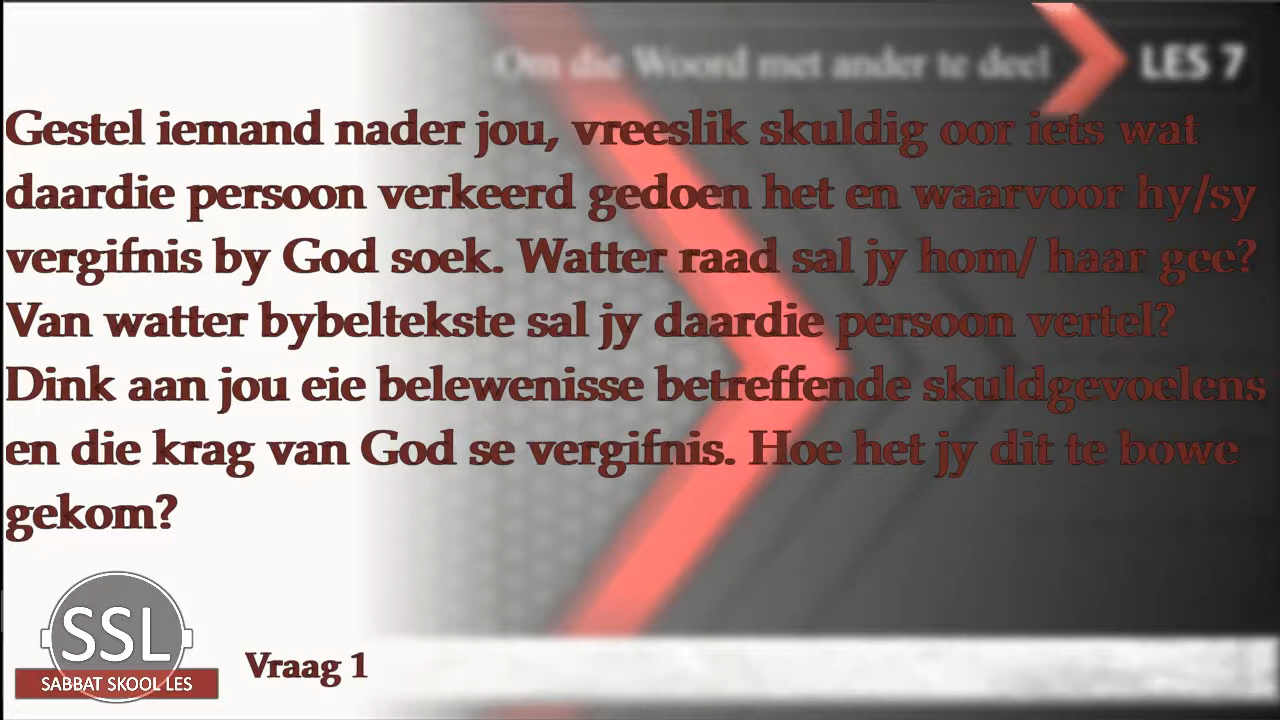 Om die Woord met ander te deel LES 7
Gestel iemand nader jou, vreeslik skuldig oor iets wat
daardie persoon verkeerd gedoen het en waarvoor hy/sy
vergifnis by God soek. Watter raad sal jy hom/ haar gee?
Van watter bybeltekste sal jy daardie persoon vertel?
Dink aan jou eie belewenisse betreffende skuldgevoelens
en die krag van God se vergifnis. Hoe het jy dit te bowe
gekom?
SSL
SABBAT SKOOL LES
Vraag 1